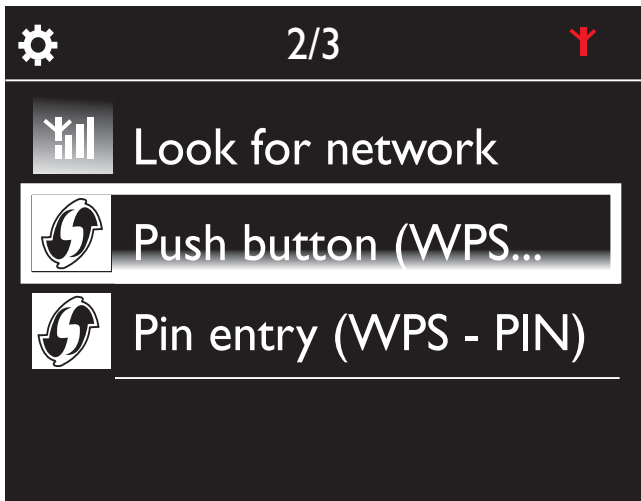 2/3
Look for network
Push button (WPS...
Pin entry (WPS - PIN)